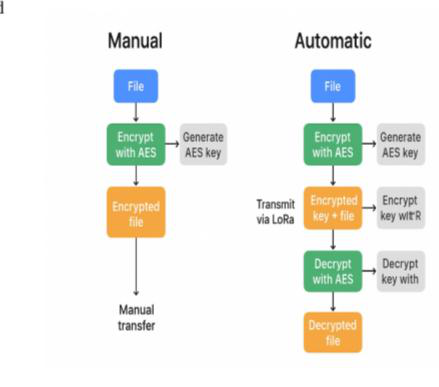 d
Manual
File
Encrypt
with AES
Generate
AES key
Encrypted
file
Manual
transfer
Automatic
File
Encrypt
with AES
Generate
AES key
Transmit
via LoRa
Encrypted
key + file
Encrypt
key
Decrypt
with AES
Decrypt
key with
Decrypted
file